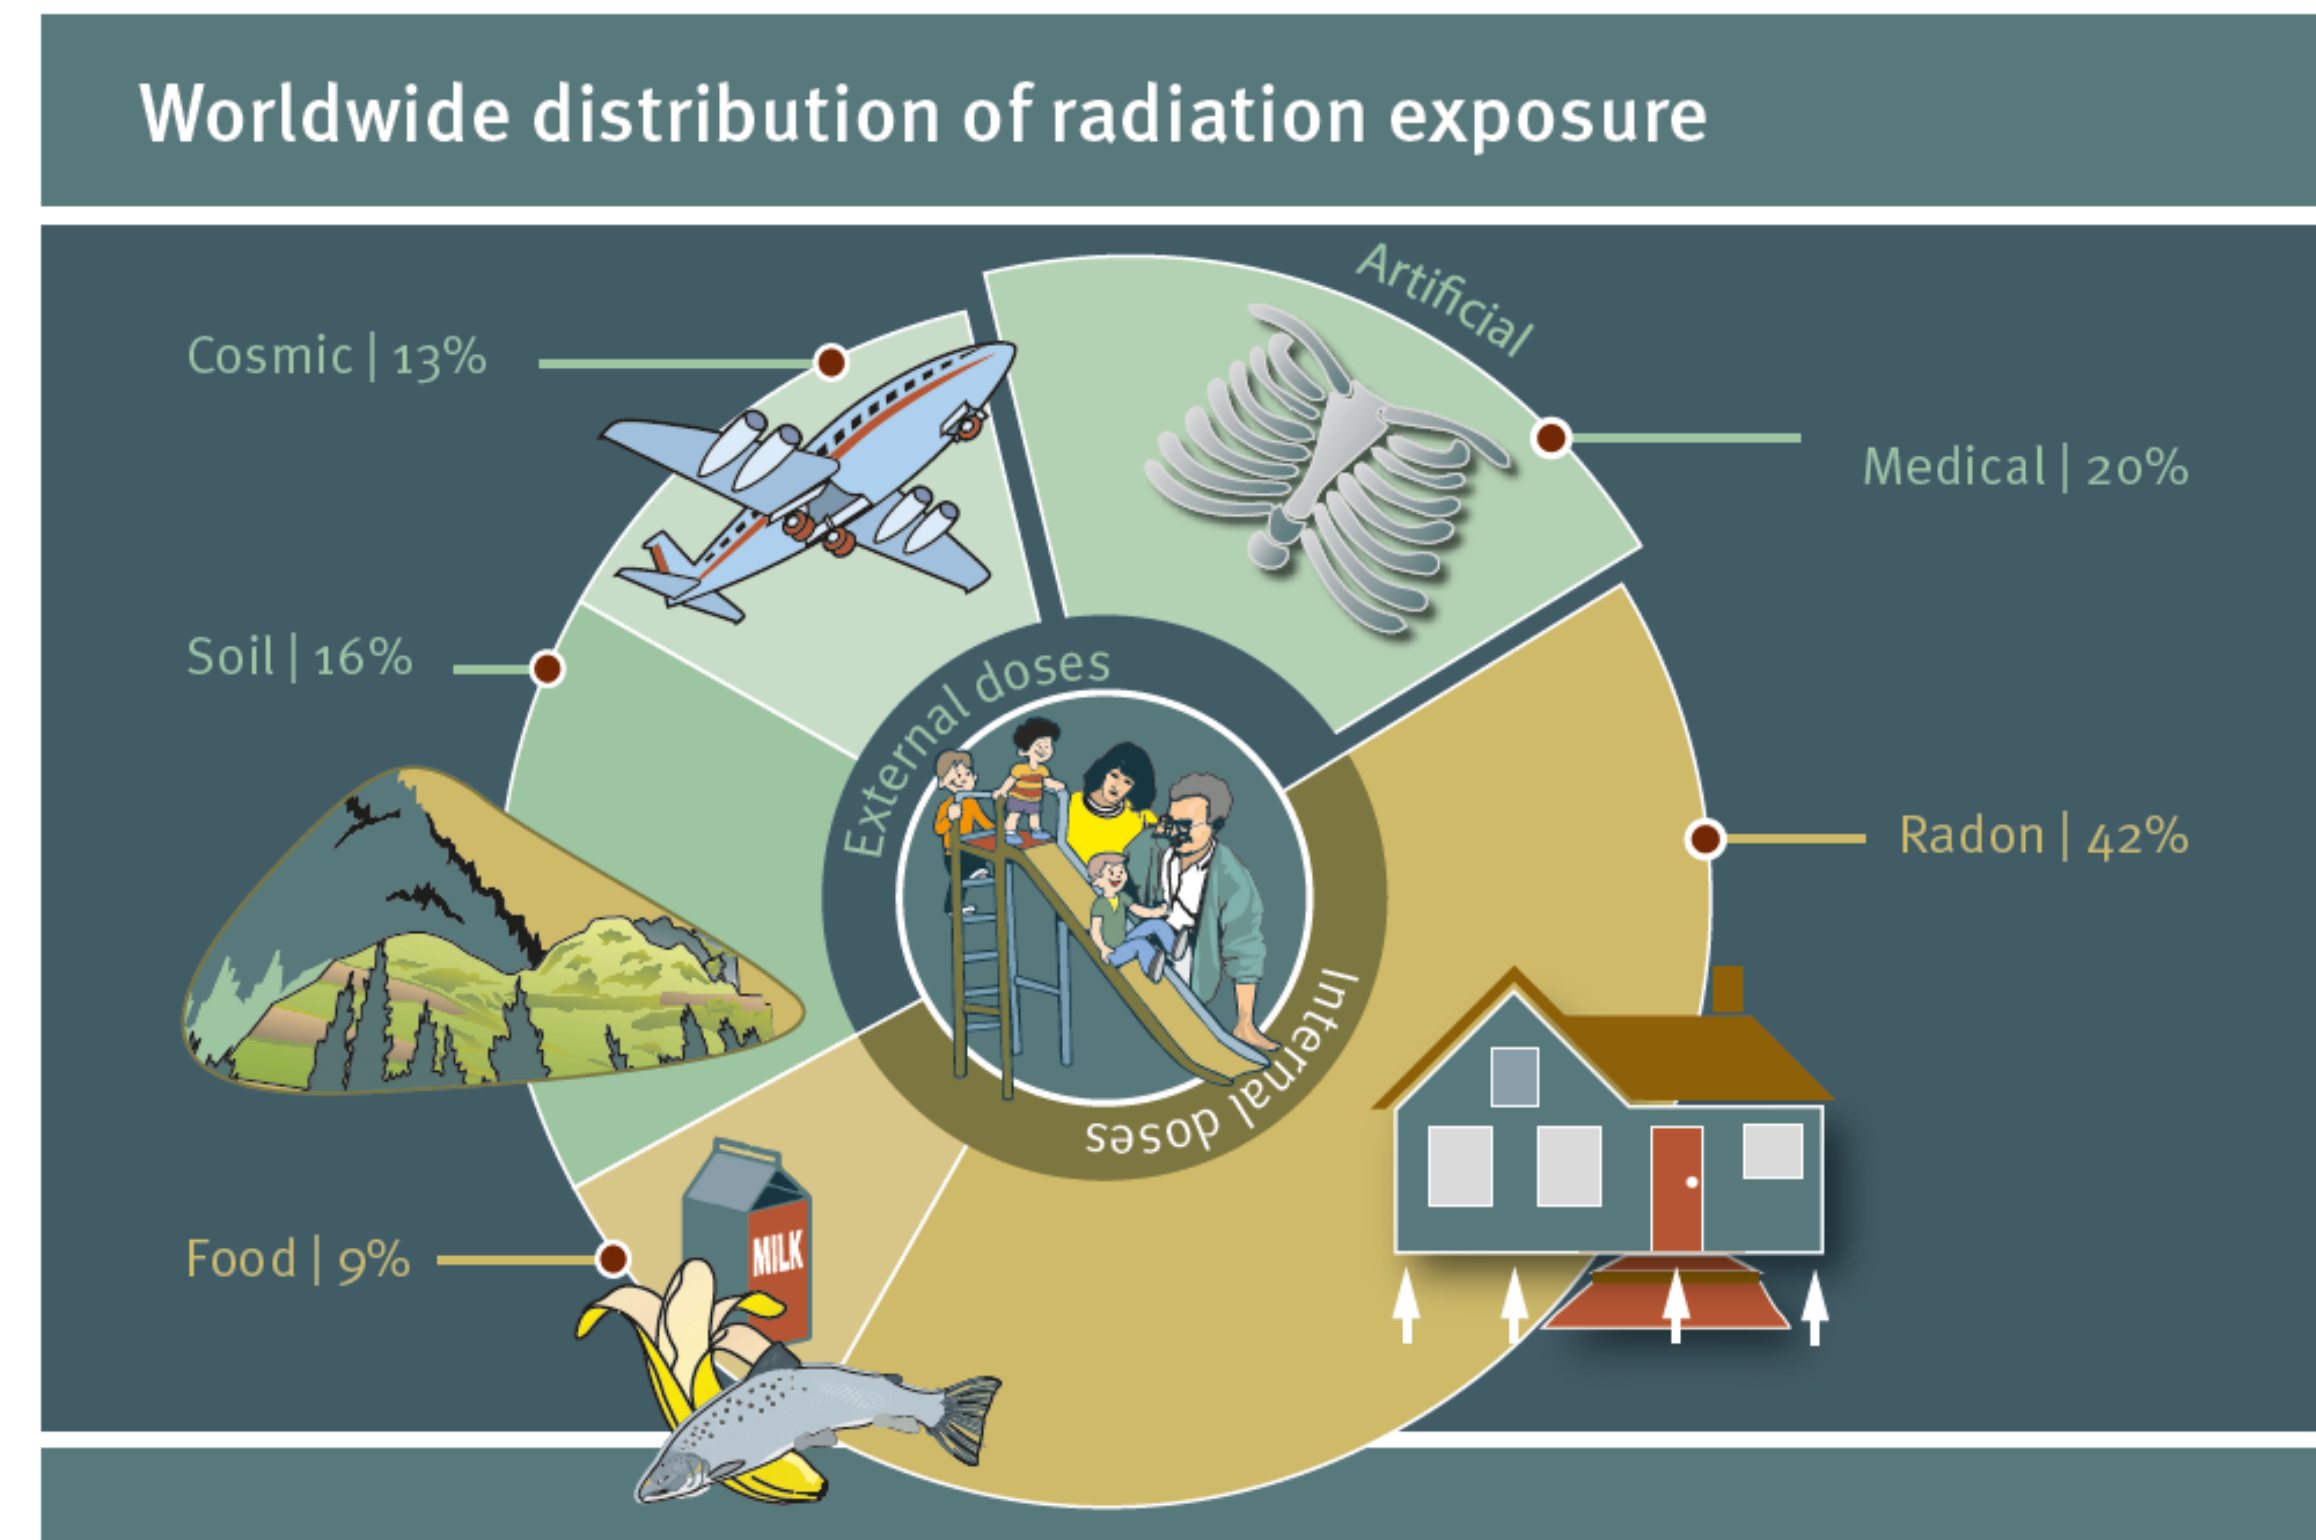 Worldwide distribution of radiation exposure
Artificial
Cosmic | 13%
Medical | 20%
Soil | 16%
External doses
Radon | 42%
Internal doses
Food | 9%
MILK